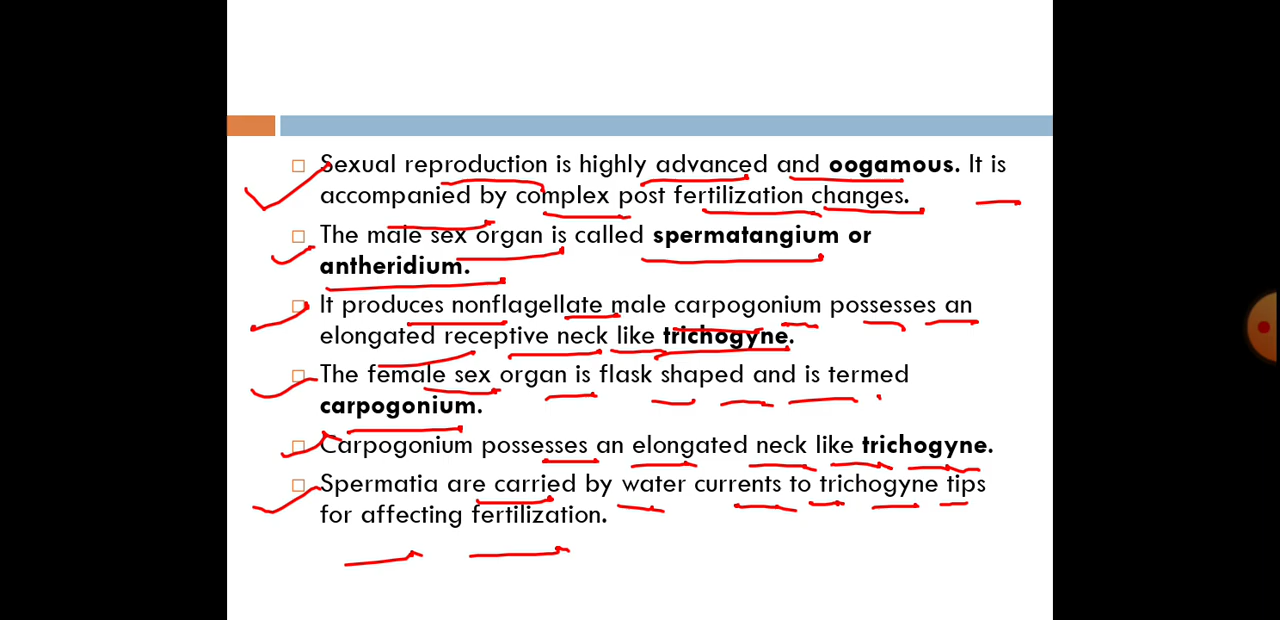 Sexual reproduction is highly advanced and oogamous. It is
accompanied by complex post fertilization changes.
The male sex organ is called spermatangium or
antheridium.
It produces nonflagellate male carpogonium possesses an
elongated receptive neck like trichogyne.
The female sex organ is flask shaped and is termed
carpogonium.
Carpogonium possesses an elongated neck like trichogyne.
Spermatia are carried by water currents to trichogyne tips
for affecting fertilization.